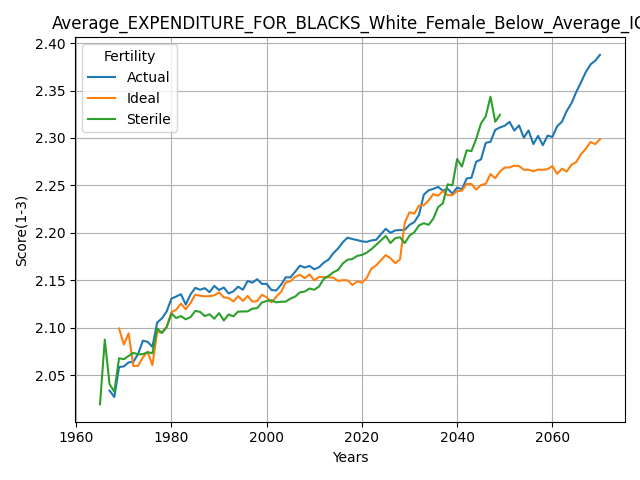 Average_EXPENDITURE_FOR_BLACKS_White_Female_Below_Average_IQ
Fertility
Actual
Ideal
Sterile
Score(1-3)
2.40
2.35
2.30
2.25
2.20
2.15
2.10
2.05
1960
1980
2000
2020
2040
2060
Years